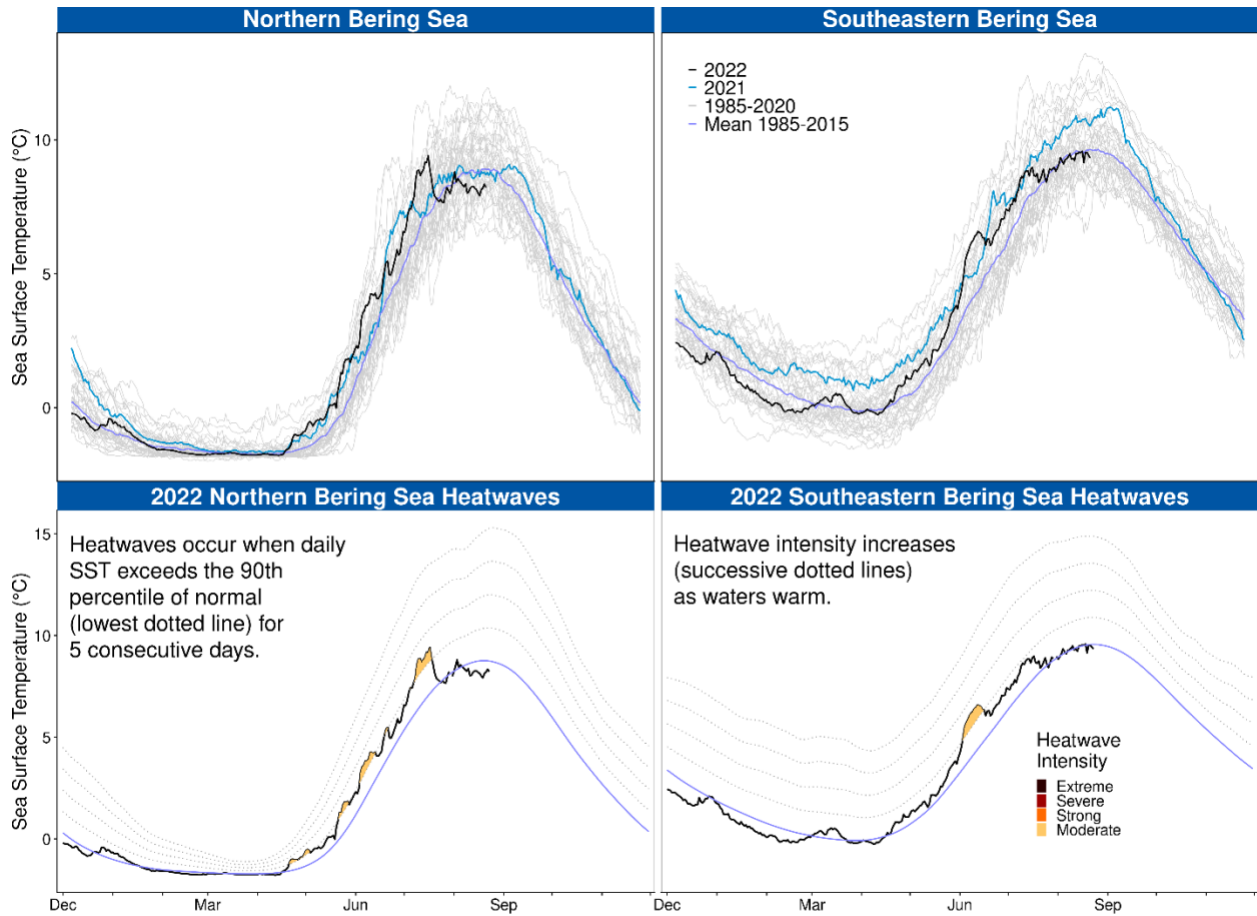 Northern Bering Sea
Southeastern Bering Sea
Sea Surface Temperature (°C)
10
5
0
2022
2021
1985-2020
Mean 1985-2015
2022 Northern Bering Sea Heatwaves
2022 Southeastern Bering Sea Heatwaves
Sea Surface Temperature (°C)
15
10
5
0
Heatwaves occur when daily
SST exceeds the 90th
percentile of normal
(lowest dotted line) for
5 consecutive days.
Heatwave intensity increases
(successive dotted lines)
as waters warm.
Heatwave
Intensity
Extreme
Severe
Strong
Moderate
Dec
Mar
Jun
Sep
Dec
Mar
Jun
Sep